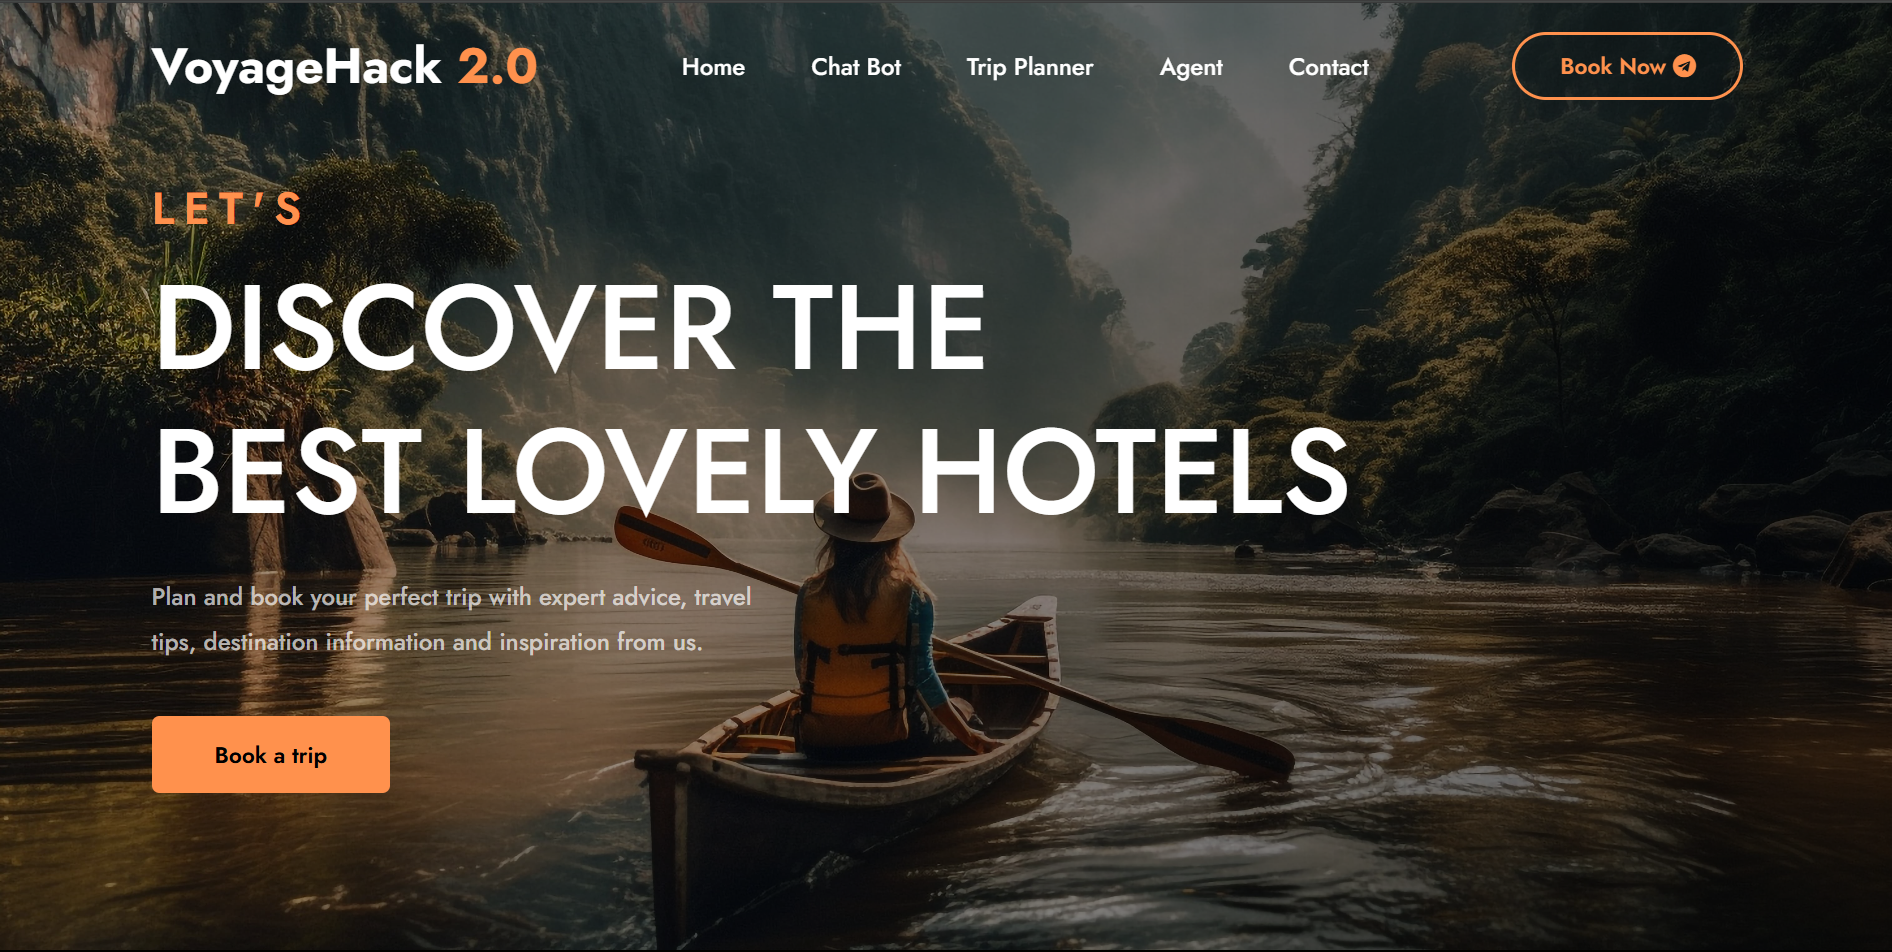 VoyageHack 2.0
Home Chat Bot Trip Planner Agent Contact Book Now
LET'S
DISCOVER THE
BEST LOVELY HOTELS
Plan and book your perfect trip with expert advice, travel
tips, destination information and inspiration from us.
Book a trip